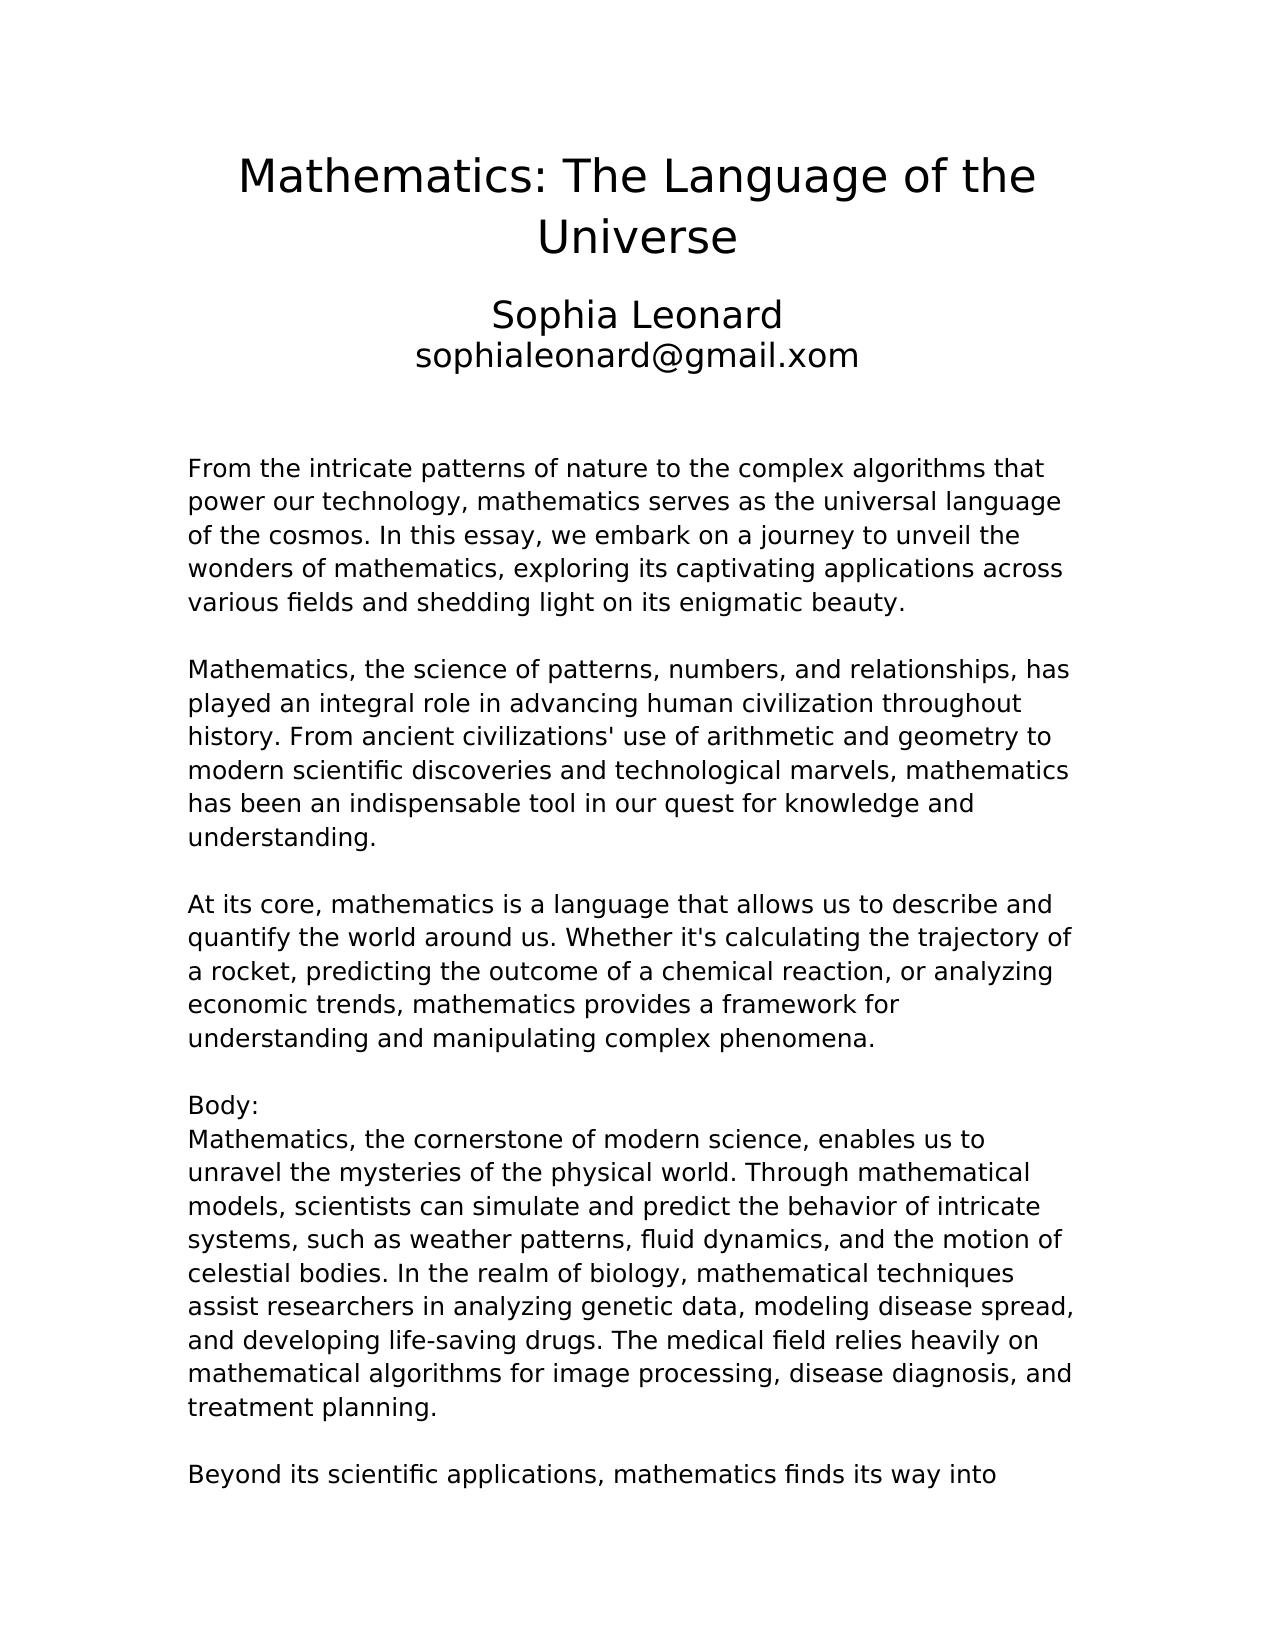 Mathematics: The Language of the
Universe
Sophia Leonard
sophialeonard@gmail.xom
From the intricate patterns of nature to the complex algorithms that
power our technology, mathematics serves as the universal language
of the cosmos. In this essay, we embark on a journey to unveil the
wonders of mathematics, exploring its captivating applications across
various fields and shedding light on its enigmatic beauty.
Mathematics, the science of patterns, numbers, and relationships, has
played an integral role in advancing human civilization throughout
history. From ancient civilizations' use of arithmetic and geometry to
modern scientific discoveries and technological marvels, mathematics
has been an indispensable tool in our quest for knowledge and
understanding.
At its core, mathematics is a language that allows us to describe and
quantify the world around us. Whether it's calculating the trajectory of
a rocket, predicting the outcome of a chemical reaction, or analyzing
economic trends, mathematics provides a framework for
understanding and manipulating complex phenomena.
Body:
Mathematics, the cornerstone of modern science, enables us to
unravel the mysteries of the physical world. Through mathematical
models, scientists can simulate and predict the behavior of intricate
systems, such as weather patterns, fluid dynamics, and the motion of
celestial bodies. In the realm of biology, mathematical techniques
assist researchers in analyzing genetic data, modeling disease spread,
and developing life-saving drugs. The medical field relies heavily on
mathematical algorithms for image processing, disease diagnosis, and
treatment planning.
Beyond its scientific applications, mathematics finds its way into